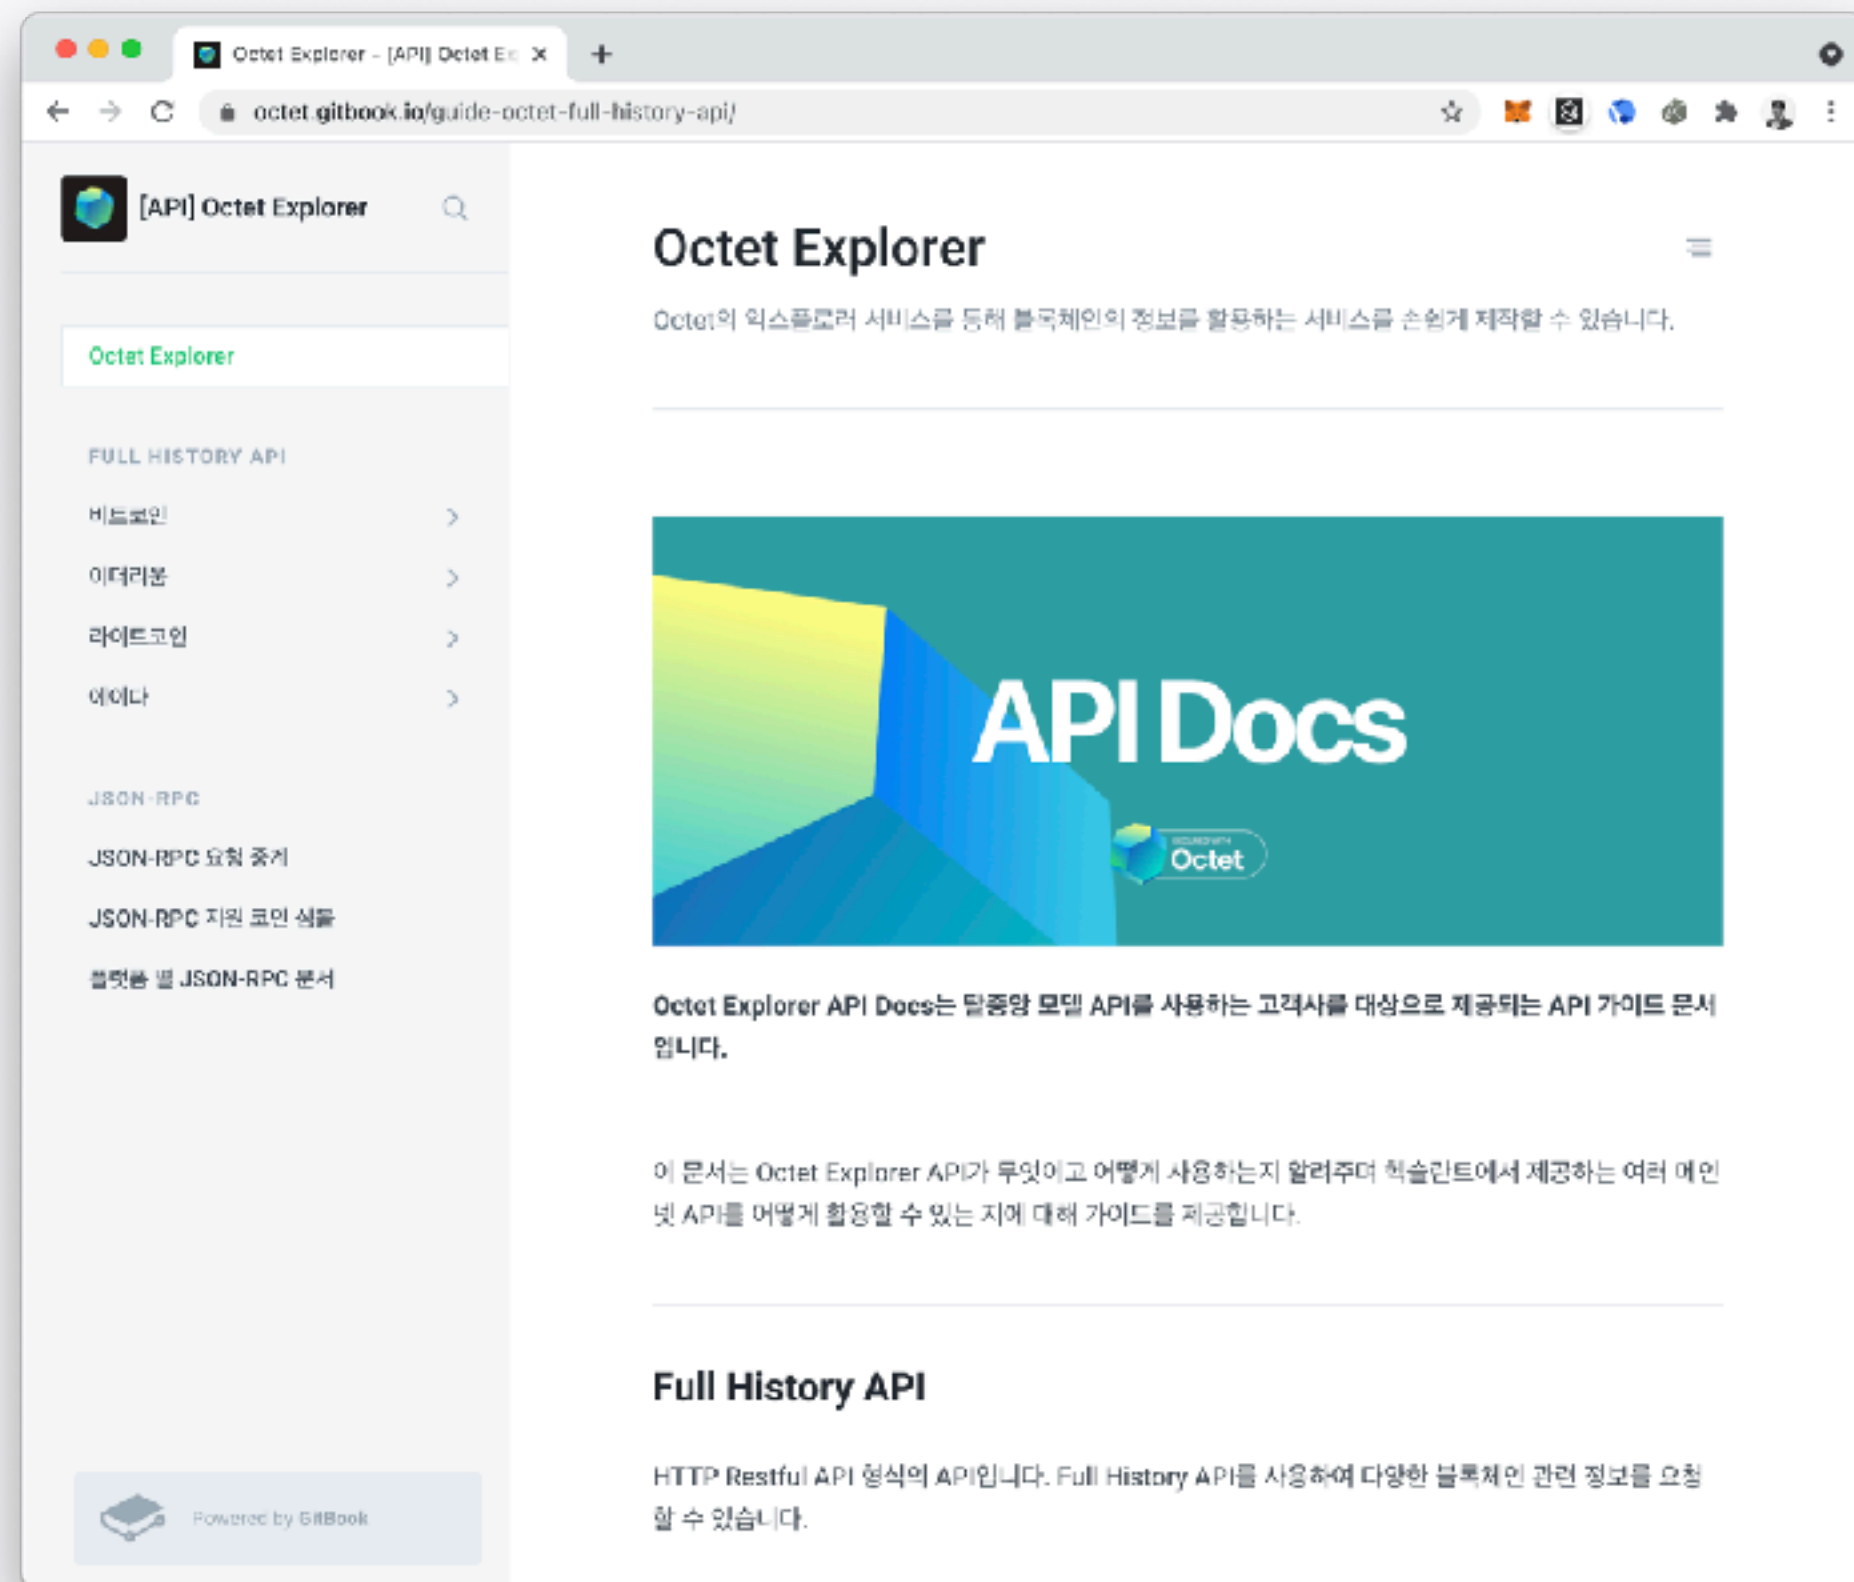 Octet Explorer - [API] Octet Ex
octet.gitbook.io/guide-octet-full-history-api/
[API] Octet Explorer
Octet Explorer
FULL HISTORY API
비트코인
이더리움
라이트코인
에이다
JSON-RPC
JSON-RPC 요청 중계
JSON-RPC 지원 코인 심볼
플랫폼 별 JSON-RPC 문서
Powered by GitBook
Octet Explorer
Octet의 익스플로러 서비스를 통해 블록체인의 정보를 활용하는 서비스를 손쉽게 제작할 수 있습니다.
API Docs
SECURED WITH
Octet
Octet Explorer API Docs는 탈중앙 모델 API를 사용하는 고객사를 대상으로 제공되는 API 가이드 문서
입니다.
이 문서는 Octet Explorer API가 무엇이고 어떻게 사용하는지 알려주며 헥슬란트에서 제공하는 여러 메인
넷 API를 어떻게 활용할 수 있는 지에 대해 가이드를 제공합니다.
Full History API
HTTP Restful API 형식의 API입니다. Full History API를 사용하여 다양한 블록체인 관련 정보를 요청
할 수 있습니다.